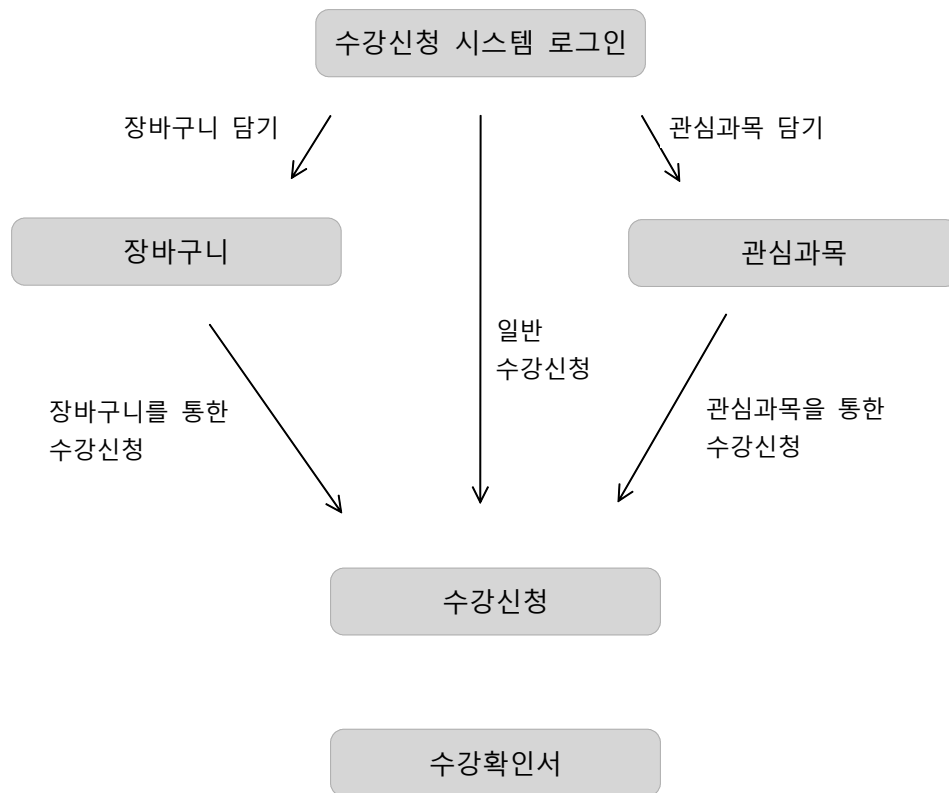 수강신청 시스템 로그인
장바구니 담기
관심과목 담기
장바구니
관심과목
일반
수강신청
장바구니를 통한
수강신청
관심과목을 통한
수강신청
수강신청
수강확인서